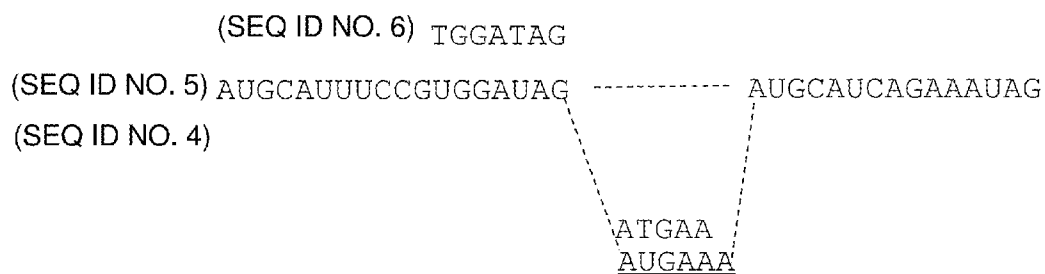 (SEQ ID NO. 6) TGGATAG
(SEQ ID NO. 5) AUGCAUUUCCGUGGAUAG ---------- AUGCAUCAGAAAUAG
(SEQ ID NO. 4)
ATGAA
AUGAAA